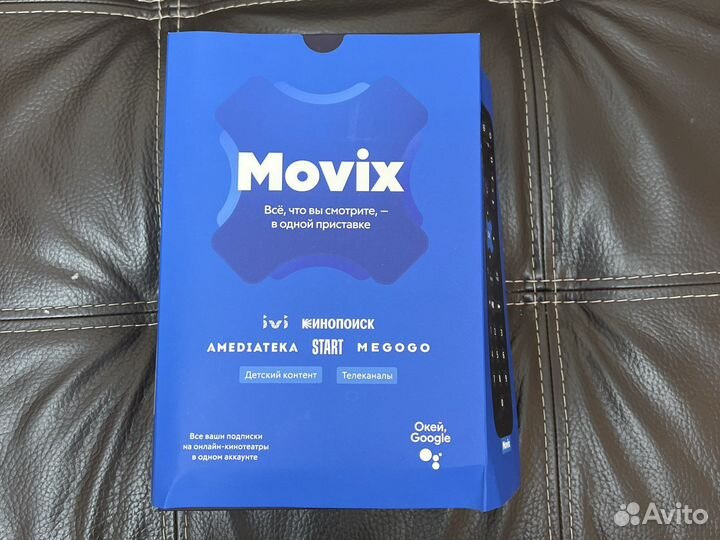 Movix
Всё, что вы смотрите, —
в одной приставке
ivi КИНОПОИСК
AMEDIATEKA START MEGOGO
Детский контент Телеканалы
Все ваши подписки
на онлайн-кинотеатры
в одном аккаунте
Окей,
Google
Movix
Avito